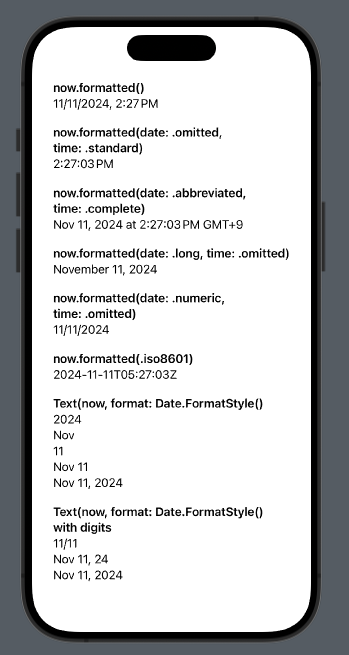 now.formatted()
11/11/2024, 2:27 PM
now.formatted(date: .omitted,
time: .standard)
2:27:03 PM
now.formatted(date: .abbreviated,
time: .complete)
Nov 11, 2024 at 2:27:03 PM GMT+9
now.formatted(date: .long, time: .omitted)
November 11, 2024
now.formatted(date: .numeric,
time: .omitted)
11/11/2024
now.formatted(.iso8601)
2024-11-11T05:27:03Z
Text(now, format: Date.FormatStyle()
2024
Nov
11
Nov 11
Nov 11, 2024
Text(now, format: Date.FormatStyle()
with digits
11/11
Nov 11, 24
Nov 11, 2024